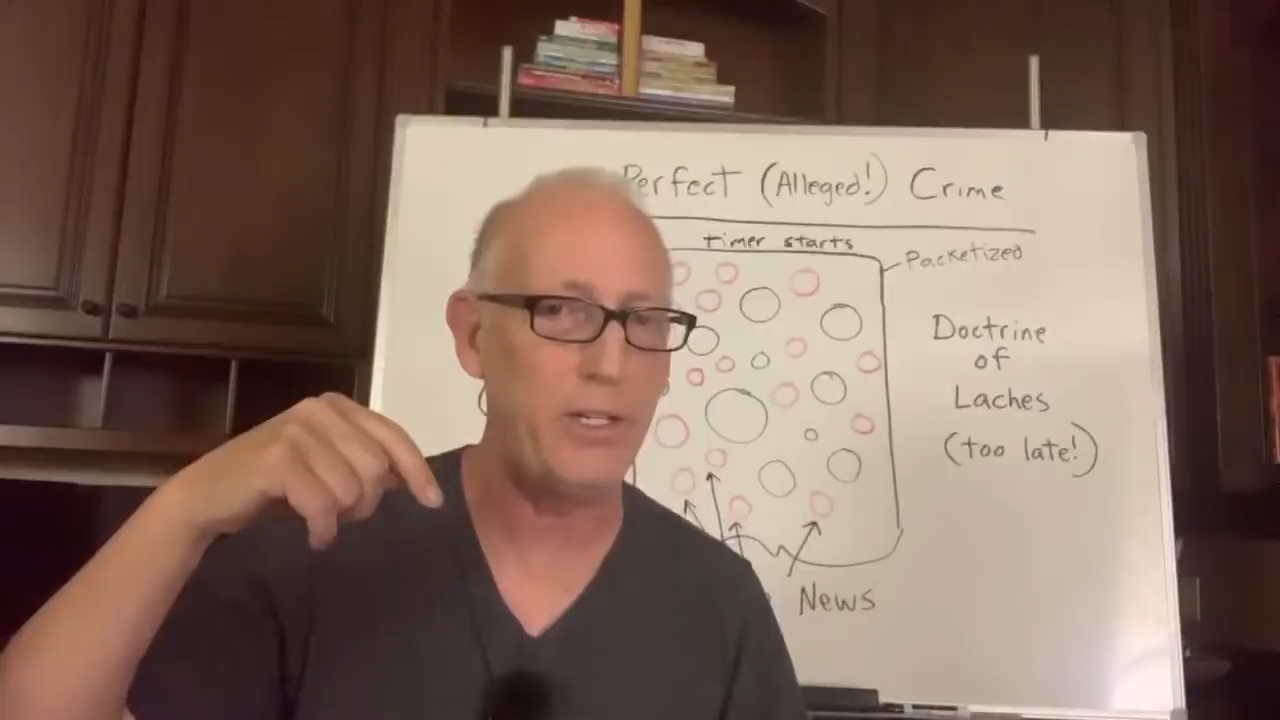 Perfect (Alleged!) Crime
timer starts
Packetized
Doctrine
of
Laches
(too late!)
News